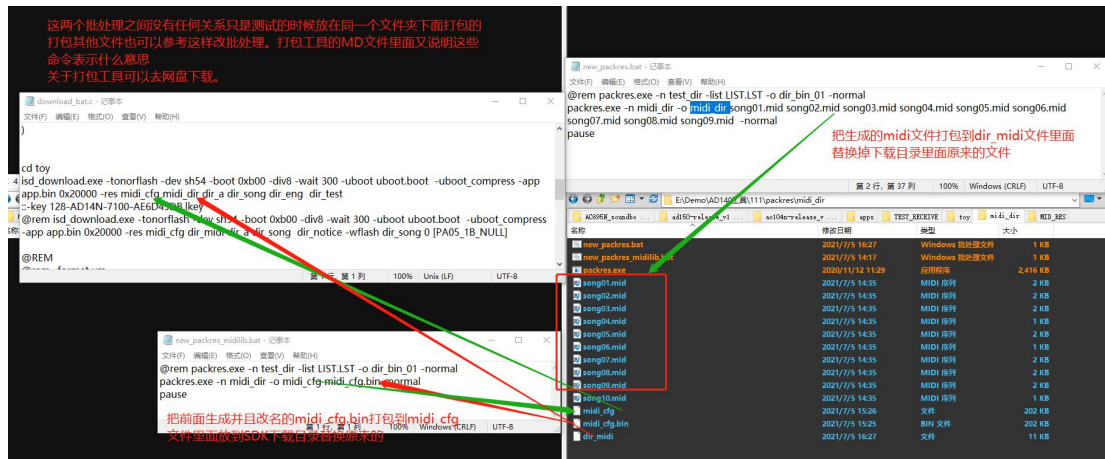 这两个批处理之间没有任何关系只是测试的时候放在同一个文件夹下面打包的
打包其他文件也可以参考这样改批处理。打包工具的MD文件里面又说明这些
命令表示什么意思
关于打包工具可以去网盘下载。
download_bat.c - 记事本
文件(F) 编辑(E) 格式(O) 查看(V) 帮助(H)
)
cd toy
isd_download.exe -tonorflash -dev sh54 -boot 0xb00 -div8 -wait 300 -uboot uboot.boot -uboot_compress -app
app.bin 0x20000 -res midi_cfg midi_dir dir_a dir_song dir_eng dir_test
::-key 128-AD14N-7100-AE6D45DB.lkey
@rem isd_download.exe -tonorflash -dev sh54 -boot 0xb00 -div8 -wait 300 -uboot uboot.boot -uboot_compress
-app app.bin 0x20000 -res midi_cfg dir_midi dir_a dir_song dir_notice -wflash dir_song 0 [PA05_1B_NULL]
@REM
第 1 行, 第 1 列 100% Unix (LF) UTF-8
new_packres_midilib.bat - 记事本
文件(F) 编辑(E) 格式(O) 查看(V) 帮助(H)
@rem packres.exe -n test_dir -list LIST.LST -o dir_bin_01 -normal
packres.exe -n midi_dir -o midi_cfg midi_cfg.bin -normal
pause
把前面生成并且改名的midi_cfg.bin打包到midi_cfg
文件里面放到SDK下载目录替换原来的
第 1 行, 第 1 列 100% Windows (CRLF) UTF-8
new_packres.bat - 记事本
文件(F) 编辑(E) 格式(O) 查看(V) 帮助(H)
@rem packres.exe -n test_dir -list LIST.LST -o dir_bin_01 -normal
packres.exe -n midi_dir -o midi_dir song01.mid song02.mid song03.mid song04.mid song05.mid song06.mid
song07.mid song08.mid song09.mid -normal
pause
把生成的midi文件打包到dir_midi文件里面
替换掉下载目录里面原来的文件
第 2 行, 第 37 列 100% Windows (CRLF) UTF-8
AC695N_soundbo... ad150-release_v1 ... ac104n-release_v ... apps TEST_RECEIVE toy midi_dir MID_RES
名称 修改日期 类型 大小
new_packres.bat 2021/7/5 16:27 Windows 批处理文件 1 KB
new_packres_midilib.bat 2021/7/5 14:17 Windows 批处理文件 1 KB
packres.exe 2020/11/12 11:29 应用程序 2,416 KB
song01.mid 2021/7/5 14:35 MIDI 序列 2 KB
song02.mid 2021/7/5 14:35 MIDI 序列 2 KB
song03.mid 2021/7/5 14:35 MIDI 序列 2 KB
song04.mid 2021/7/5 14:35 MIDI 序列 1 KB
song05.mid 2021/7/5 14:35 MIDI 序列 1 KB
song06.mid 2021/7/5 14:35 MIDI 序列 1 KB
song07.mid 2021/7/5 14:35 MIDI 序列 2 KB
song08.mid 2021/7/5 14:35 MIDI 序列 2 KB
song09.mid 2021/7/5 14:35 MIDI 序列 1 KB
song10.mid 2021/7/5 14:35 MIDI 序列 1 KB
midi_cfg 2021/7/5 15:26 文件 202 KB
midi_cfg.bin 2021/7/5 15:25 BIN 文件 202 KB
dir_midi 2021/7/5 16:27 文件 11 KB